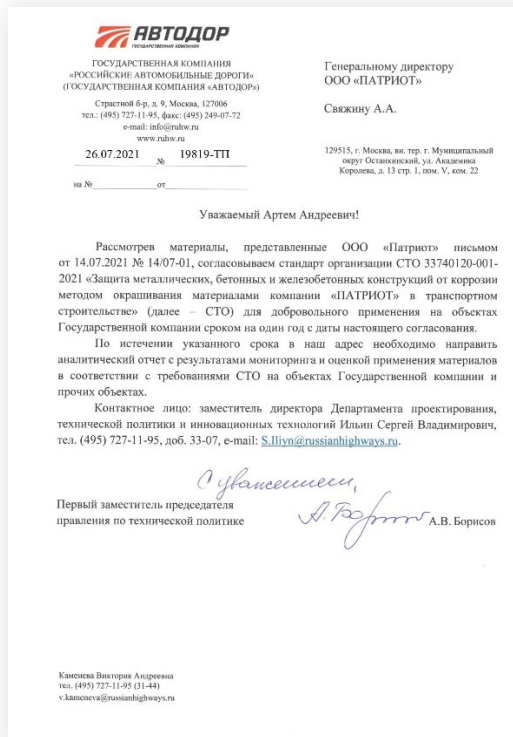 АВТОДОР
ГОСУДАРСТВЕННАЯ КОМПАНИЯ
ГОСУДАРСТВЕННАЯ КОМПАНИЯ
«РОССИЙСКИЕ АВТОМОБИЛЬНЫЕ ДОРОГИ»
(ГОСУДАРСТВЕННАЯ КОМПАНИЯ «АВТОДОР»)
Страстной б-р, д. 9, Москва, 127006
тел.: (495) 727-11-95, факс: (495) 249-07-72
e-mail: info@ruhw.ru
www.ruhw.ru
26.07.2021 № 19819-ТП
на № от
Генеральному директору
ООО «ПАТРИОТ»
Свяжину А.А.
129515, г. Москва, вн. тер. г. Муниципальный
округ Останкинский, ул. Академика
Королева, д. 13 стр. 1, пом. V, ком. 22
Уважаемый Артем Андреевич!
Рассмотрев материалы, представленные ООО «Патриот» письмом
от 14.07.2021 № 14/07-01, согласовываем стандарт организации СТО 33740120-001-
2021 «Защита металлических, бетонных и железобетонных конструкций от коррозии
методом окрашивания материалами компании «ПАТРИОТ» в транспортном
строительстве» (далее – СТО) для добровольного применения на объектах
Государственной компании сроком на один год с даты настоящего согласования.
По истечении указанного срока в наш адрес необходимо направить
аналитический отчет с результатами мониторинга и оценкой применения материалов
в соответствии с требованиями СТО на объектах Государственной компании и
прочих объектах.
Контактное лицо: заместитель директора Департамента проектирования,
технической политики и инновационных технологий Ильин Сергей Владимирович,
тел. (495) 727-11-95, доб. 33-07, e-mail: S.Iliyn@russianhighways.ru.
С уважением,
Первый заместитель председателя
правления по технической политике А.В. Борисов
Каменева Виктория Андреевна
тел. (495) 727-11-95 (31-44)
v.kameneva@russianhighways.ru